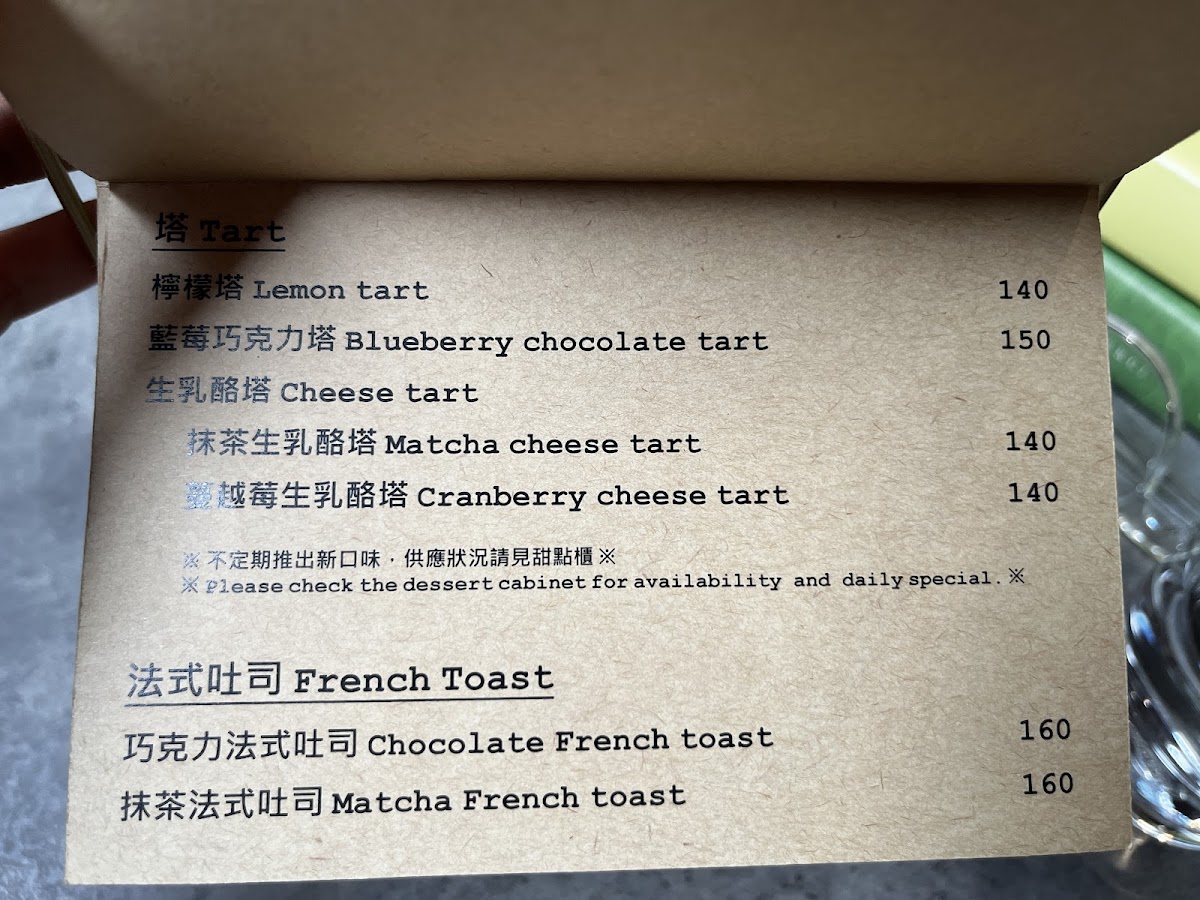 塔 Tart
檸檬塔 Lemon tart 140
藍莓巧克力塔 Blueberry chocolate tart 150
生乳酪塔 Cheese tart
抹茶生乳酪塔 Matcha cheese tart 140
蔓越莓生乳酪塔 Cranberry cheese tart 140
※ 不定期推出新口味，供應狀況請見甜點櫃 ※
※ Please check the dessert cabinet for availability and daily special. ※
法式吐司 French Toast
巧克力法式吐司 Chocolate French toast 160
抹茶法式吐司 Matcha French toast 160